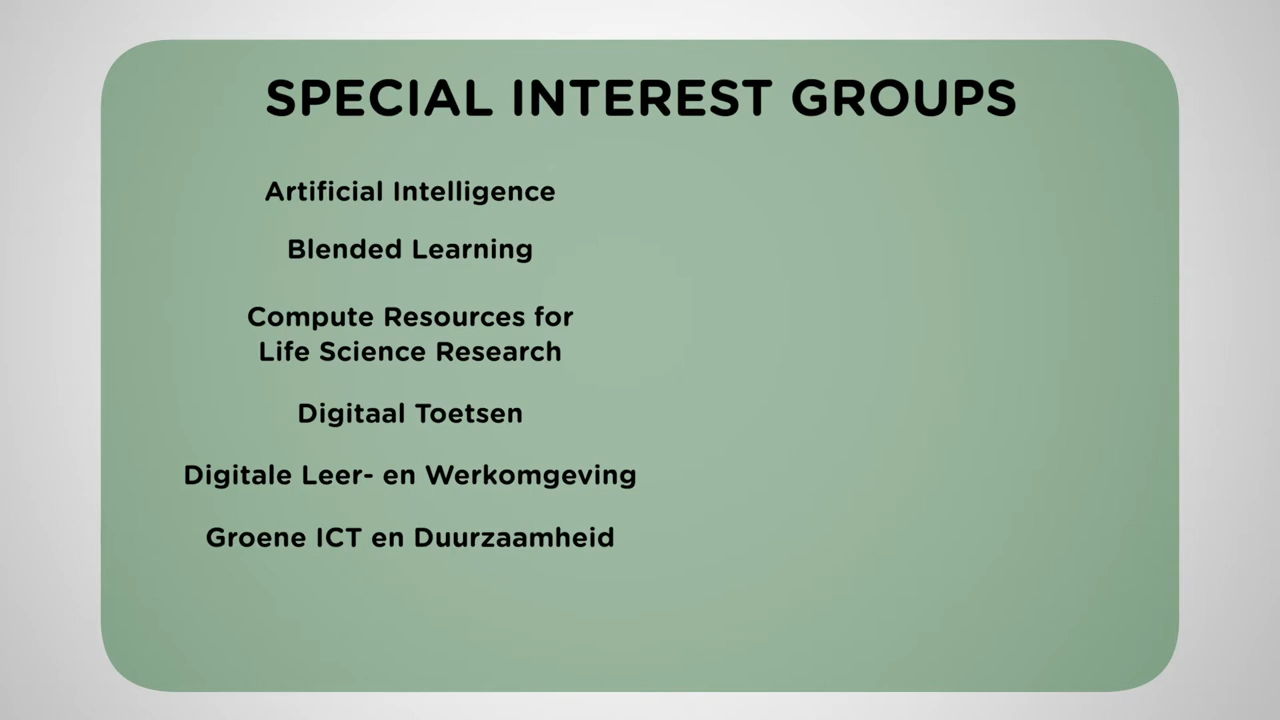 SPECIAL INTEREST GROUPS
Artificial Intelligence
Blended Learning
Compute Resources for
Life Science Research
Digitaal Toetsen
Digitale Leer- en Werkomgeving
Groene ICT en Duurzaamheid